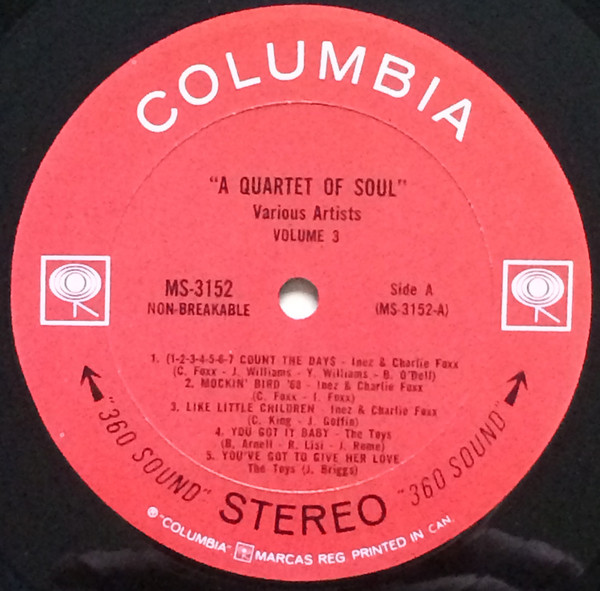 COLUMBIA
"A QUARTET OF SOUL"
Various Artists
VOLUME 3
MS-3152
NON-BREAKABLE
Side A
(MS-3152-A)
1. (1-2-3-4-5-6-7 COUNT THE DAYS - Inez & Charlie Foxx
(C. Foxx - J. Williams - Y. Williams - B. O'Dell)
2. MOCKIN' BIRD '68 - Inez & Charlie Foxx
(C. Foxx - I. Foxx)
3. LIKE LITTLE CHILDREN - Inez & Charlie Foxx
(C. King - J. Goffin)
4. YOU GOT IT BABY - The Toys
(B. Arnell - R. Lisi - J. Rome)
5. YOU'VE GOT TO GIVE HER LOVE
The Toys (J. Briggs)
"360 SOUND" STEREO "360 SOUND"
® "COLUMBIA" MARCAS REG. PRINTED IN CAN.